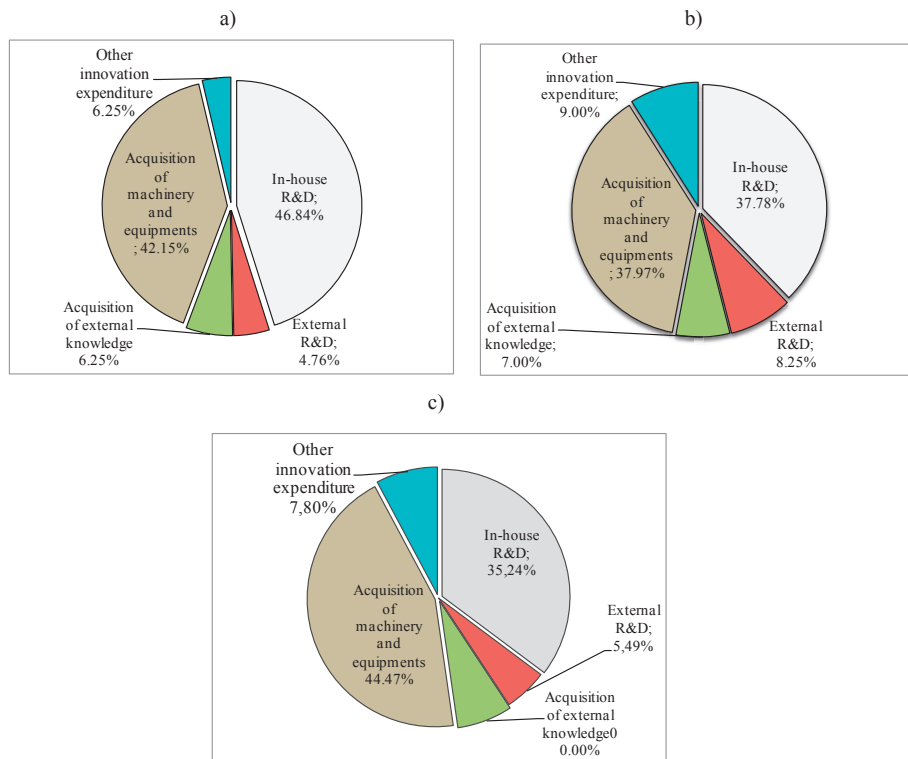 a)
Other
innovation
expenditure
6.25%
In-house
R&D;
46.84%
Acquisition
of
machinery
and
equipments
; 42.15%
Acquisition
of external
knowledge
6.25%
External
R&D;
4.76%
b)
Other
innovation
expenditure;
9.00%
In-house
R&D;
37.78%
Acquisition
of
machinery
and
equipments
; 37.97%
Acquisition
of external
knowledge;
7.00%
External
R&D;
8.25%
c)
Other
innovation
expenditure
7,80%
In-house
R&D;
35,24%
Acquisition
of
machinery
and
equipments
44.47%
External
R&D;
5,49%
Acquisition
of external
knowledge0
0.00%